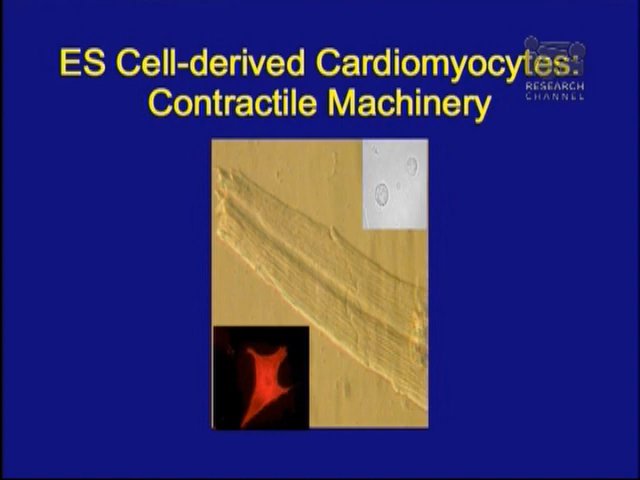 ES Cell-derived Cardiomyocytes:
Contractile Machinery
RESEARCH
CHANNEL